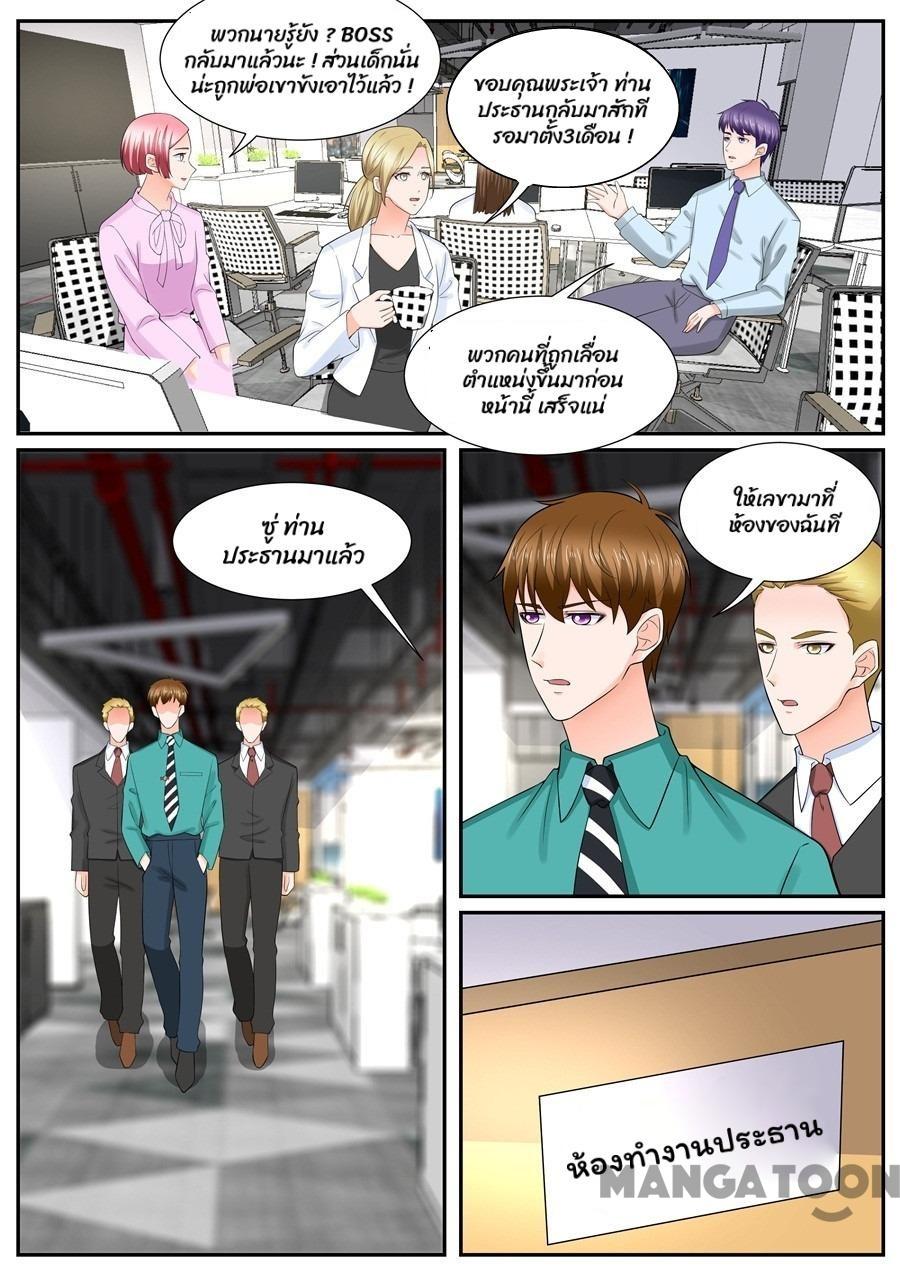 พวกนายรู้ยัง ? BOSS
กลับมาแล้วนะ ! ส่วนเด็กนั่น
น่ะถูกพ่อเขาขังเอาไว้แล้ว !
ขอบคุณพระเจ้า ท่าน
ประธานกลับมาสักที
รอมาตั้ง3เดือน !
พวกคนที่ถูกเลื่อน
ตำแหน่งขึ้นมาก่อน
หน้านี้ เสร็จแน่
ชู่ ท่าน
ประธานมาแล้ว
ให้เลขามาที่
ห้องของฉันที
ห้องทำงานประธาน
MANGATOON